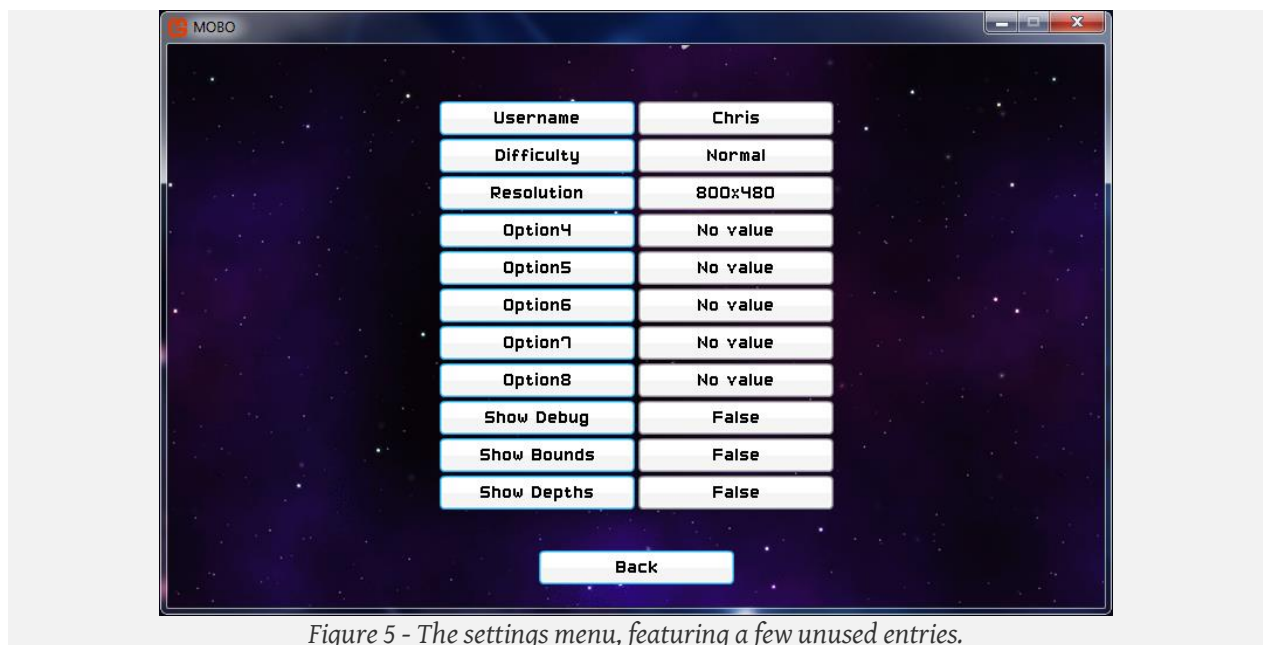 MOBO
Username Chris
Difficulty Normal
Resolution 800x480
Option4 No value
Option5 No value
Option6 No value
Option7 No value
Option8 No value
Show Debug False
Show Bounds False
Show Depths False
Back
Figure 5 - The settings menu, featuring a few unused entries.